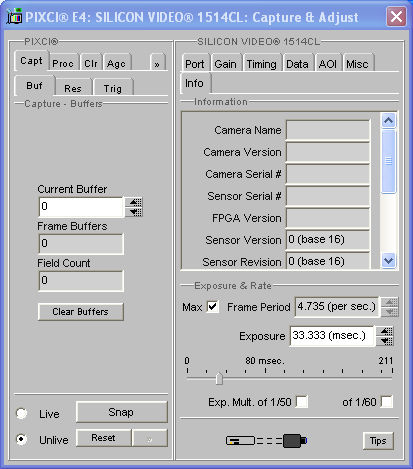 PIXCI® E4: SILICON VIDEO® 1514CL: Capture & Adjust
PIXCI®
Capt Proc Clr Agc »
Buf Res Trig
Capture - Buffers
Current Buffer
0
Frame Buffers
0
Field Count
0
Clear Buffers
Live
Snap
Unlive
Reset
»
SILICON VIDEO® 1514CL
Port Gain Timing Data AOI Misc
Info
Information
Camera Name
Camera Version
Camera Serial #
Sensor Serial #
FPGA Version
Sensor Version 0 (base 16)
Sensor Revision 0 (base 16)
Exposure & Rate
Max Frame Period 4.735 (per sec.)
Exposure 33.333 (msec.)
0 80 msec. 211
Exp. Mult. of 1/50 of 1/60
Tips